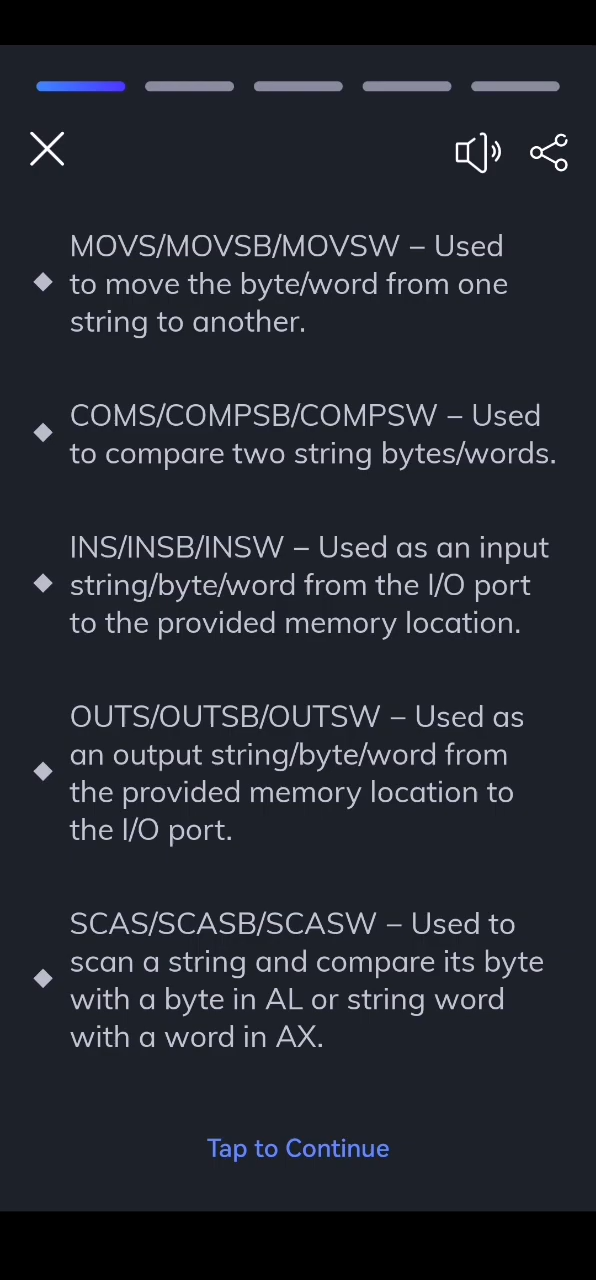 MOVS/MOVSB/MOVSW – Used
to move the byte/word from one
string to another.
COMS/COMPSB/COMPSW – Used
to compare two string bytes/words.
INS/INSB/INSW – Used as an input
string/byte/word from the I/O port
to the provided memory location.
OUTS/OUTSB/OUTSW – Used as
an output string/byte/word from
the provided memory location to
the I/O port.
SCAS/SCASB/SCASW – Used to
scan a string and compare its byte
with a byte in AL or string word
with a word in AX.
Tap to Continue